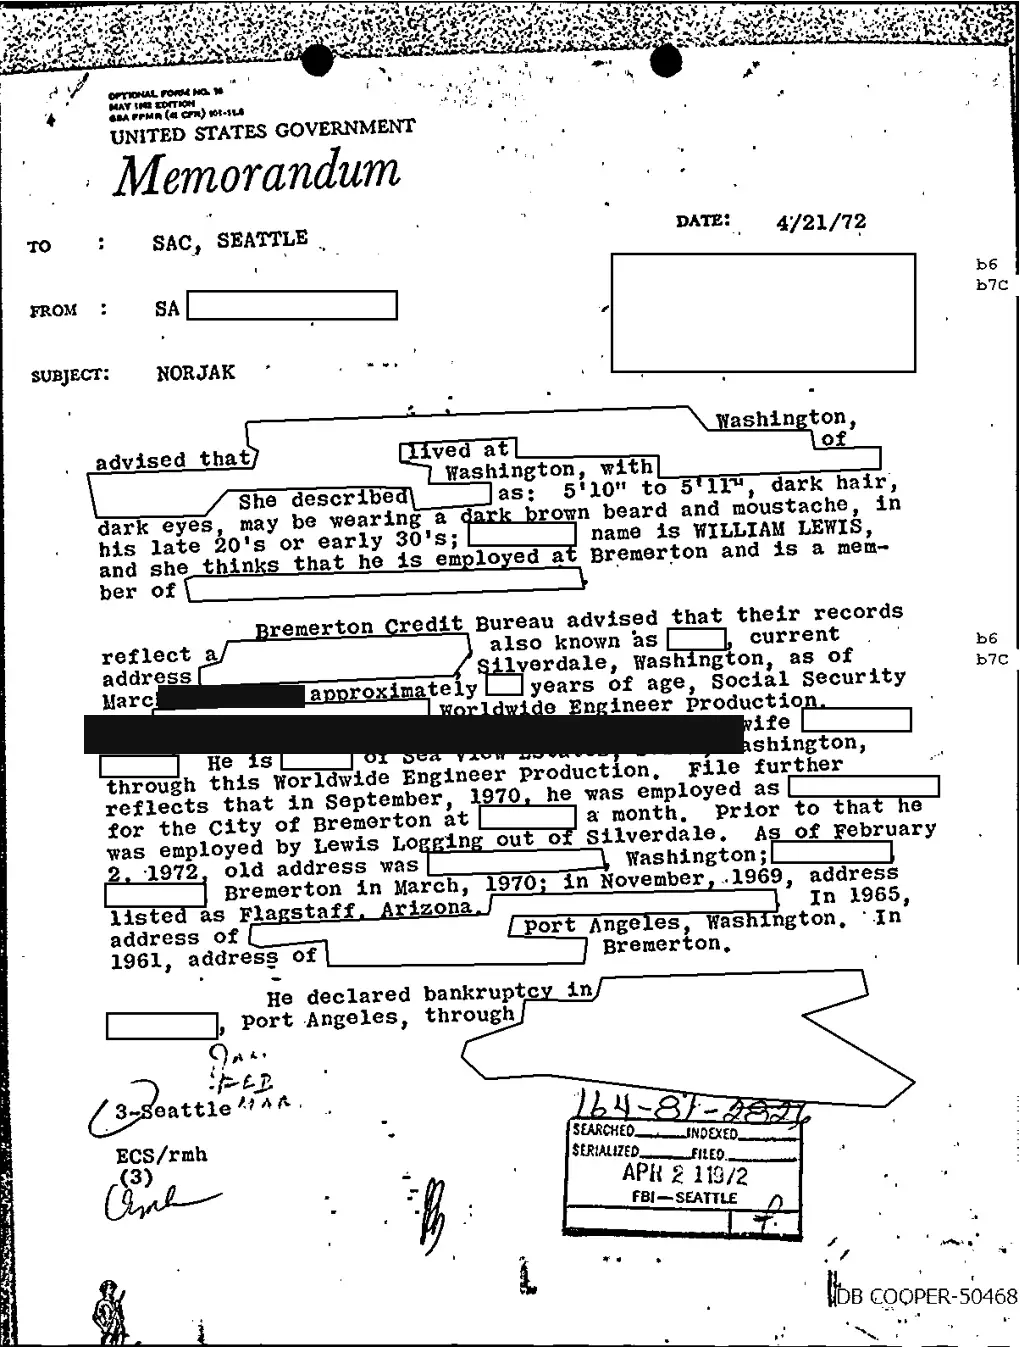 OPTIONAL FORM NO. 10
MAY 1962 EDITION
GSA FPMR (41 CFR) 101-11.6
UNITED STATES GOVERNMENT
Memorandum
DATE: 4/21/72
TO : SAC, SEATTLE
b6
b7C
FROM : SA
SUBJECT: NORJAK
Washington,
advised that lived at of
Washington, with
She described as: 5'10" to 5'11", dark hair,
dark eyes, may be wearing a dark brown beard and moustache, in
his late 20's or early 30's; name is WILLIAM LEWIS,
and she thinks that he is employed at Bremerton and is a mem-
ber of
Bremerton Credit Bureau advised that their records
reflect a also known as , current
b6
address Silverdale, Washington, as of
b7C
Marc approximately years of age, Social Security
Worldwide Engineer Production.
wife
He is of Sea View Estates, ashington,
through this Worldwide Engineer Production. File further
reflects that in September, 1970, he was employed as
for the City of Bremerton at a month. Prior to that he
was employed by Lewis Logging out of Silverdale. As of February
2, 1972, old address was , Washington;
Bremerton in March, 1970; in November, 1969, address
listed as Flagstaff, Arizona. In 1965,
address of Port Angeles, Washington. In
1961, address of Bremerton.
He declared bankruptcy in
, Port Angeles, through
JAN.
FEB
3-Seattle MAR.
164-81-2826
SEARCHED INDEXED
SERIALIZED FILED
ECS/rmh
(3)
APR 21 1972
FBI-SEATTLE
DB COOPER-50468